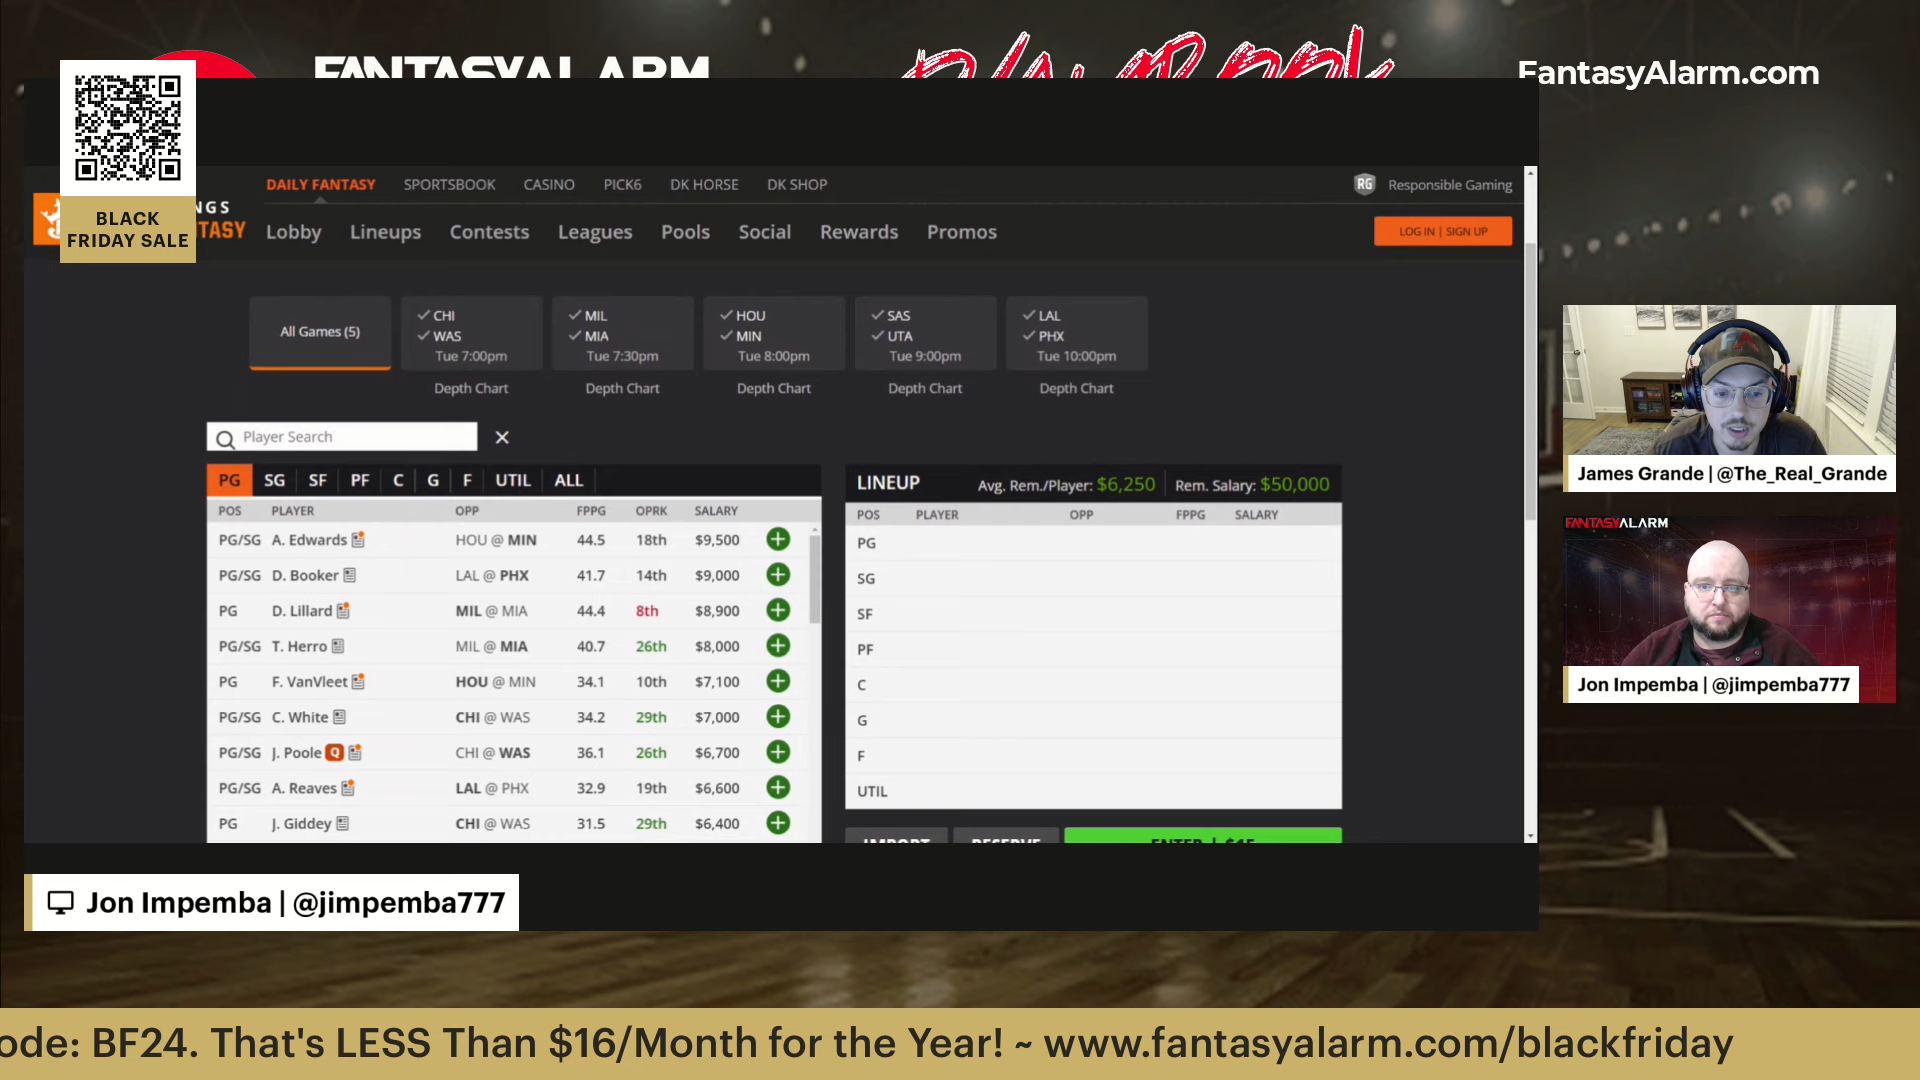 FANTASYALARM
FantasyAlarm.com
BLACK
FRIDAY SALE
NGS
TASY
DAILY FANTASY SPORTSBOOK CASINO PICK6 DK HORSE DK SHOP
RG Responsible Gaming
Lobby Lineups Contests Leagues Pools Social Rewards Promos
LOG IN | SIGN UP
All Games (5)
CHI
WAS
Tue 7:00pm
Depth Chart
MIL
MIA
Tue 7:30pm
Depth Chart
HOU
MIN
Tue 8:00pm
Depth Chart
SAS
UTA
Tue 9:00pm
Depth Chart
LAL
PHX
Tue 10:00pm
Depth Chart
Player Search
PG SG SF PF C G F UTIL ALL
POS PLAYER OPP FPPG OPRK SALARY
PG/SG A. Edwards HOU @ MIN 44.5 18th $9,500
PG/SG D. Booker LAL @ PHX 41.7 14th $9,000
PG D. Lillard MIL @ MIA 44.4 8th $8,900
PG/SG T. Herro MIL @ MIA 40.7 26th $8,000
PG F. VanVleet HOU @ MIN 34.1 10th $7,100
PG/SG C. White CHI @ WAS 34.2 29th $7,000
PG/SG J. Poole Q CHI @ WAS 36.1 26th $6,700
PG/SG A. Reaves LAL @ PHX 32.9 19th $6,600
PG J. Giddey CHI @ WAS 31.5 29th $6,400
LINEUP Avg. Rem./Player: $6,250 Rem. Salary: $50,000
POS PLAYER OPP FPPG SALARY
PG
SG
SF
PF
C
G
F
UTIL
IMPORT RESERVE ENTER | $15
James Grande | @The_Real_Grande
FANTASYALARM
Jon Impemba | @jimpemba777
Jon Impemba | @jimpemba777
ode: BF24. That's LESS Than $16/Month for the Year! ~ www.fantasyalarm.com/blackfriday